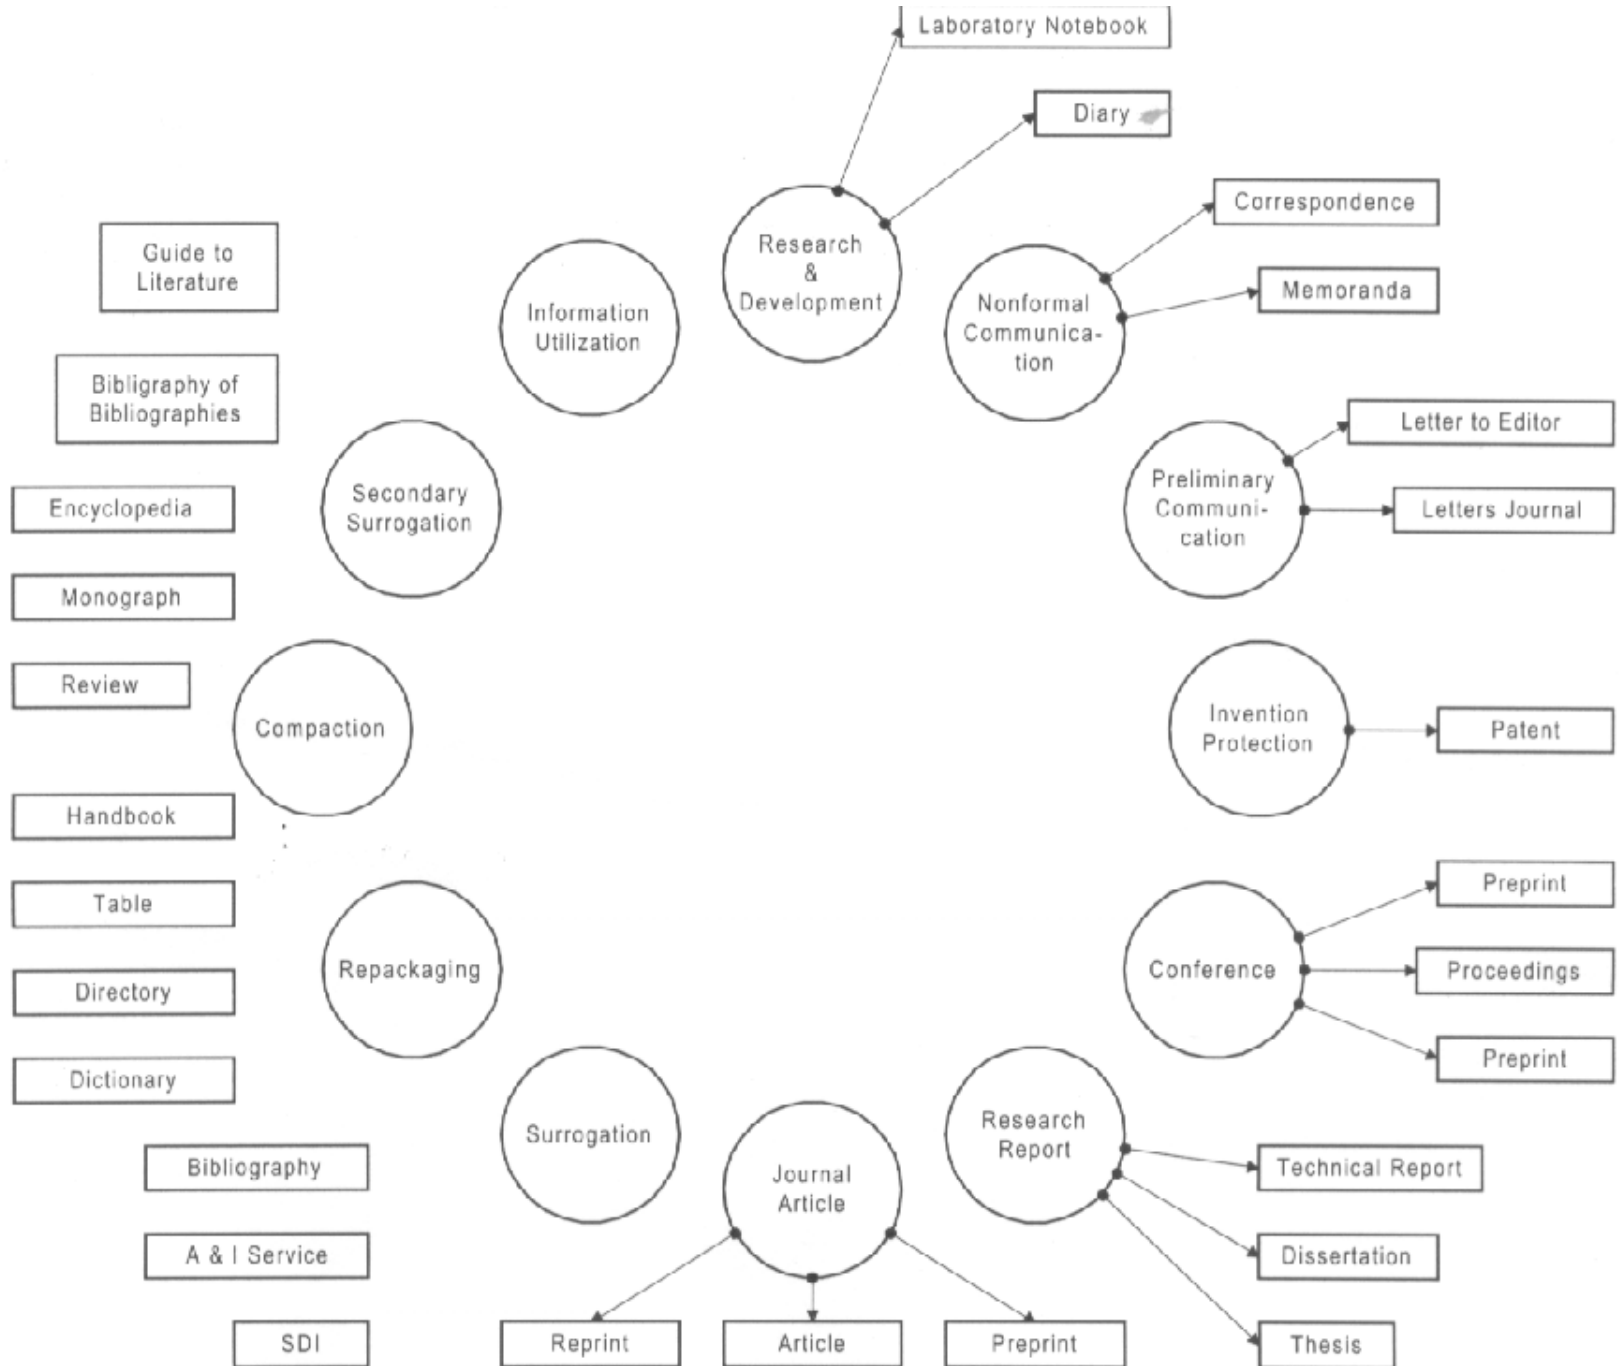 Laboratory Notebook
Diary
Correspondence
Memoranda
Letter to Editor
Letters Journal
Patent
Preprint
Proceedings
Preprint
Technical Report
Dissertation
Thesis
Preprint
Article
Reprint
SDI
A & I Service
Bibliography
Dictionary
Directory
Table
Handbook
Review
Monograph
Encyclopedia
Bibligraphy of
Bibliographies
Guide to
Literature
Research
&
Development
Nonformal
Communica-
tion
Preliminary
Communi-
cation
Invention
Protection
Conference
Research
Report
Journal
Article
Surrogation
Repackaging
Compaction
Secondary
Surrogation
Information
Utilization